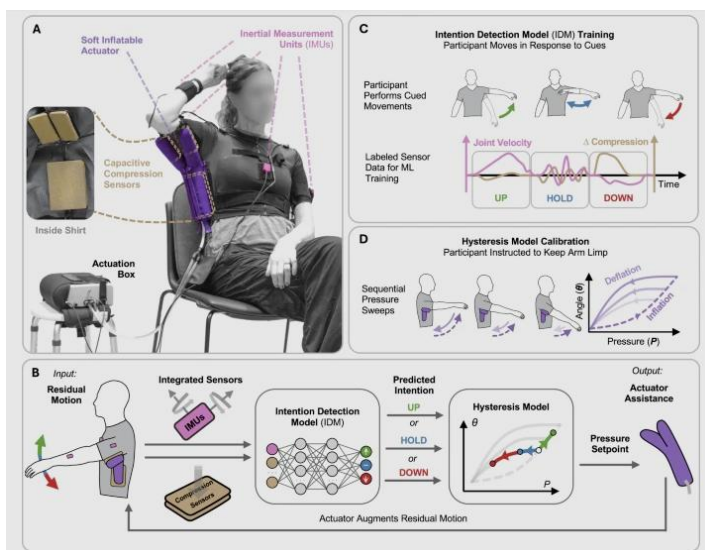 A
Soft Inflatable
Actuator
Inertial Measurement
Units (IMUs)
Capacitive
Compression
Sensors
Inside Shirt
Actuation
Box
C
Intention Detection Model (IDM) Training
Participant Moves in Response to Cues
Participant
Performs Cued
Movements
Labeled Sensor
Data for ML
Training
Joint Velocity
Δ Compression
Time
UP
HOLD
DOWN
D
Hysteresis Model Calibration
Participant Instructed to Keep Arm Limp
Sequential
Pressure
Sweeps
Angle (θ)
Deflation
Inflation
Pressure (P)
B
Input:
Residual
Motion
Integrated Sensors
IMUs
Compression
Sensors
Intention Detection
Model (IDM)
Predicted
Intention
UP
or
HOLD
or
DOWN
Hysteresis Model
θ
P
Pressure
Setpoint
Output:
Actuator
Assistance
Actuator Augments Residual Motion